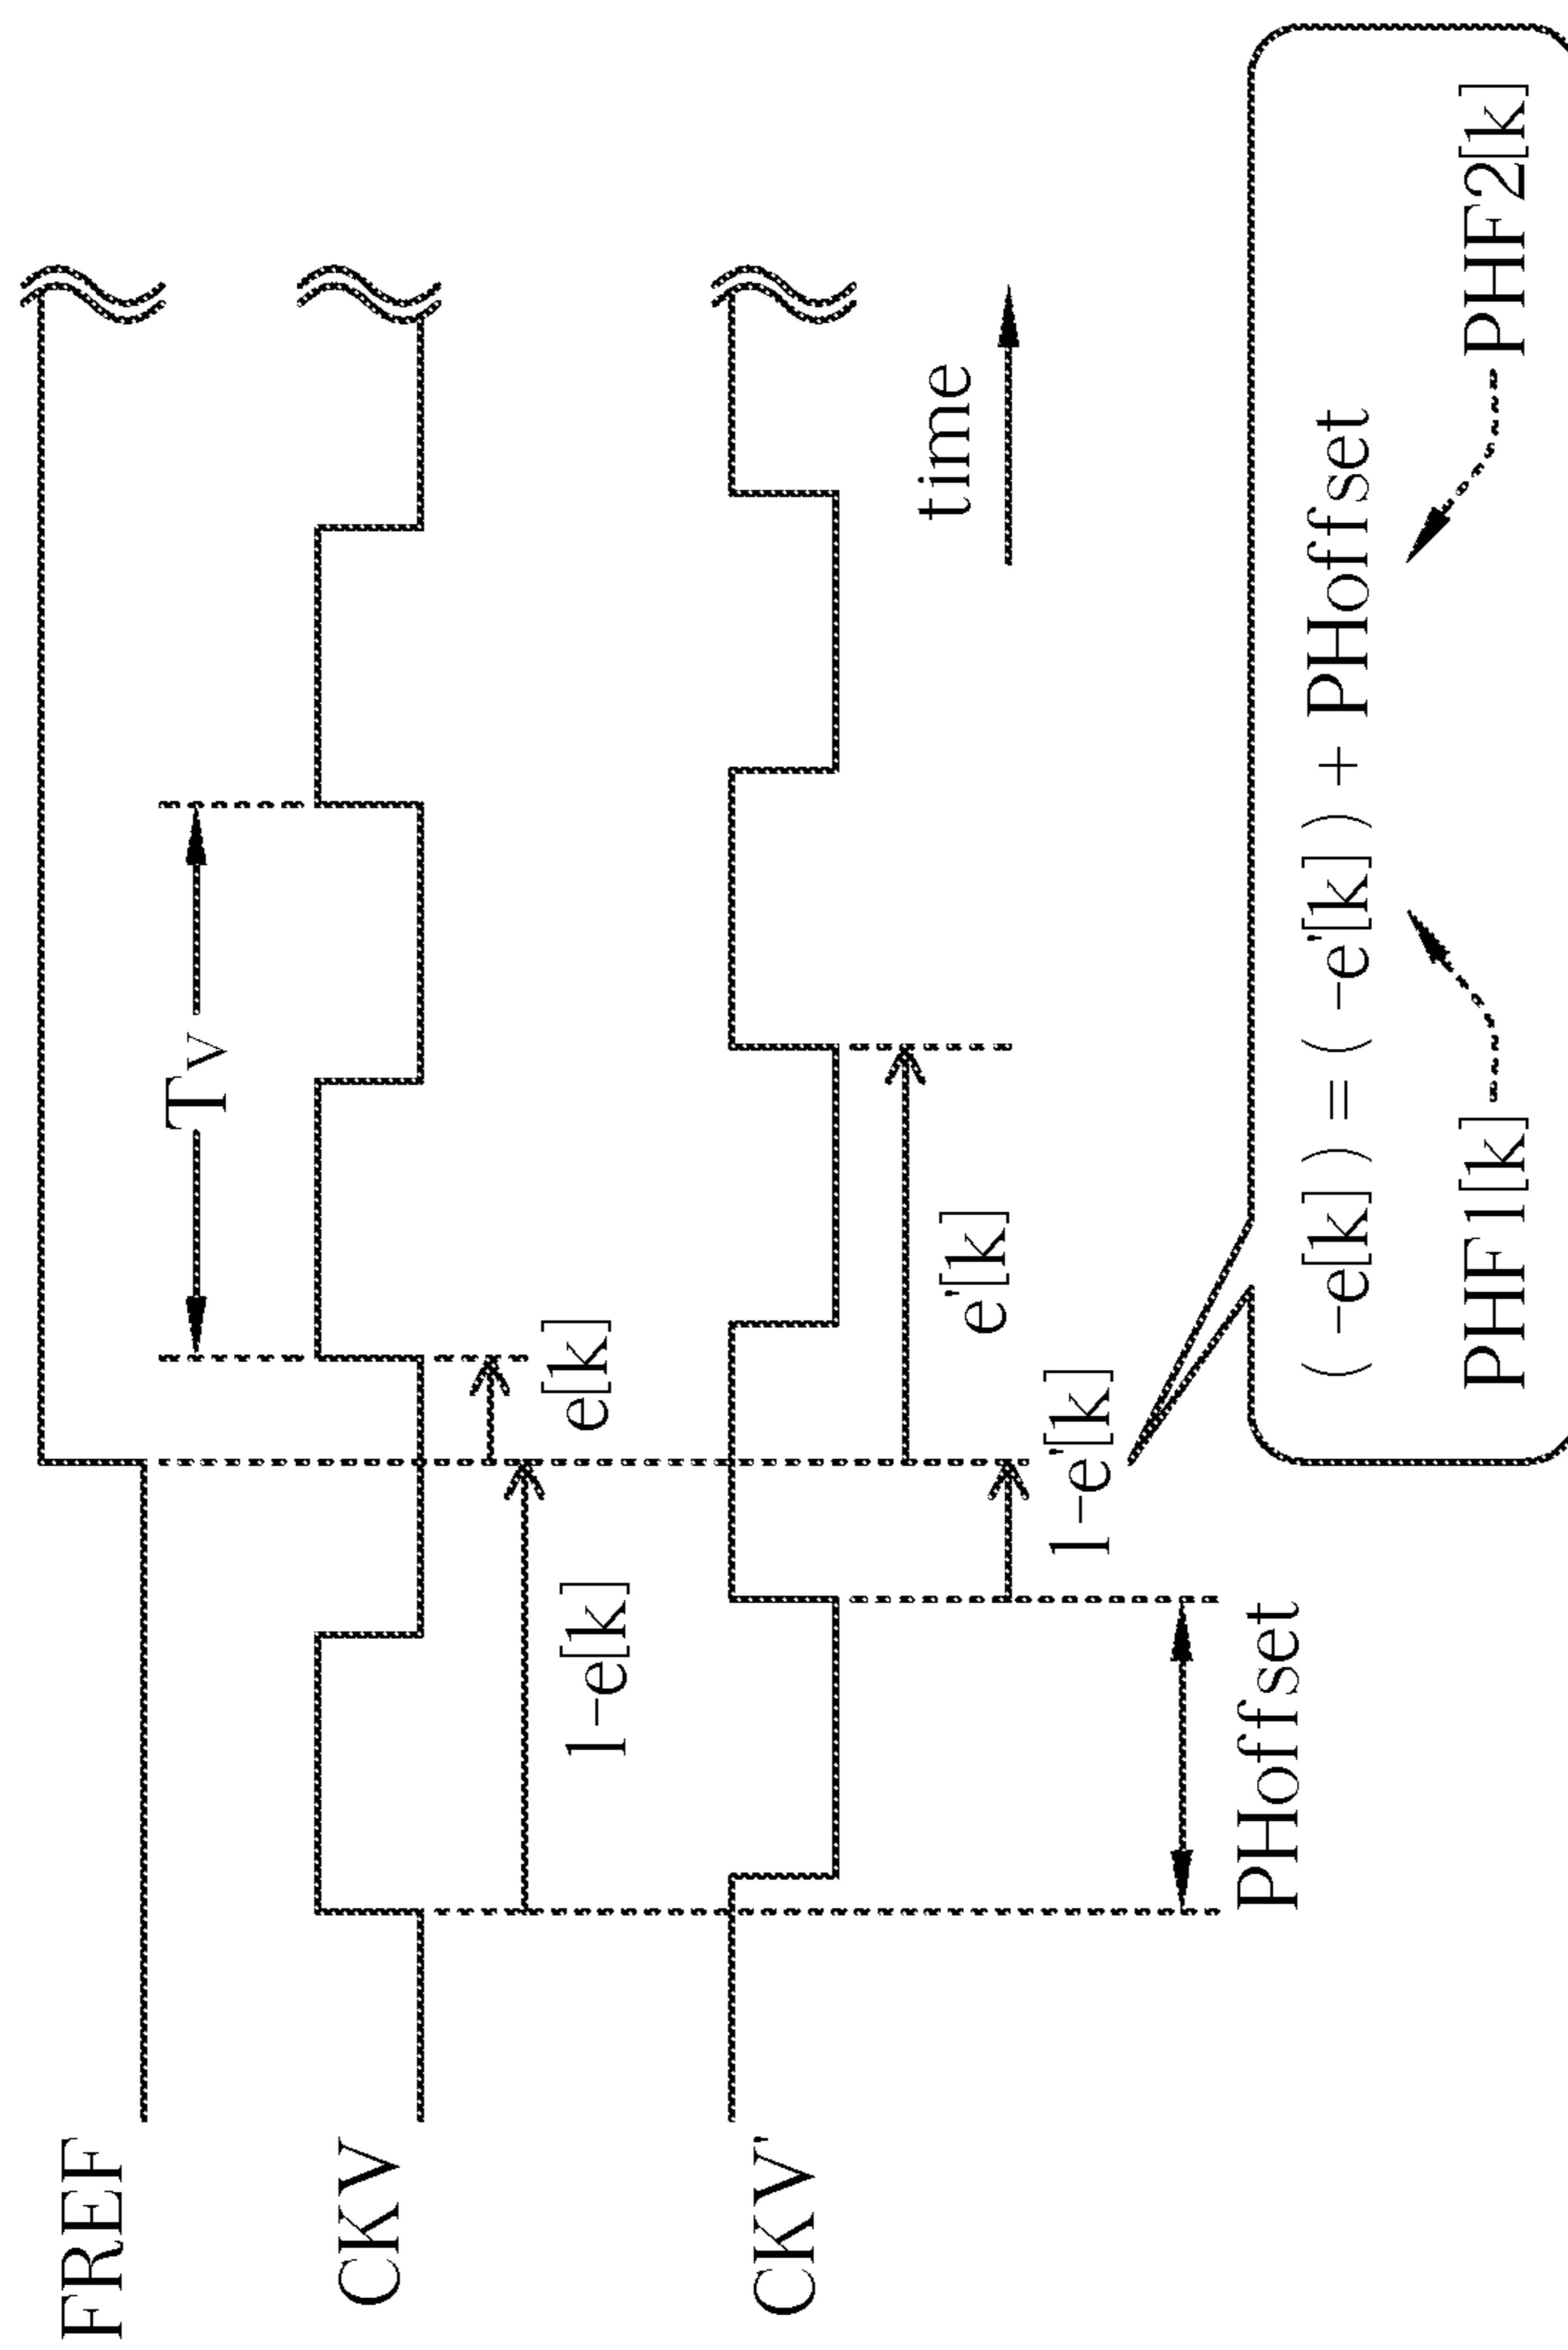 FREF
Tv
CKV
e[k]
1-e[k]
CKV'
time
e'[k]
1-e'[k]
PHoffset
( -e[k] ) = ( -e'[k] ) + PHoffset
PHF1[k]
PHF2[k]